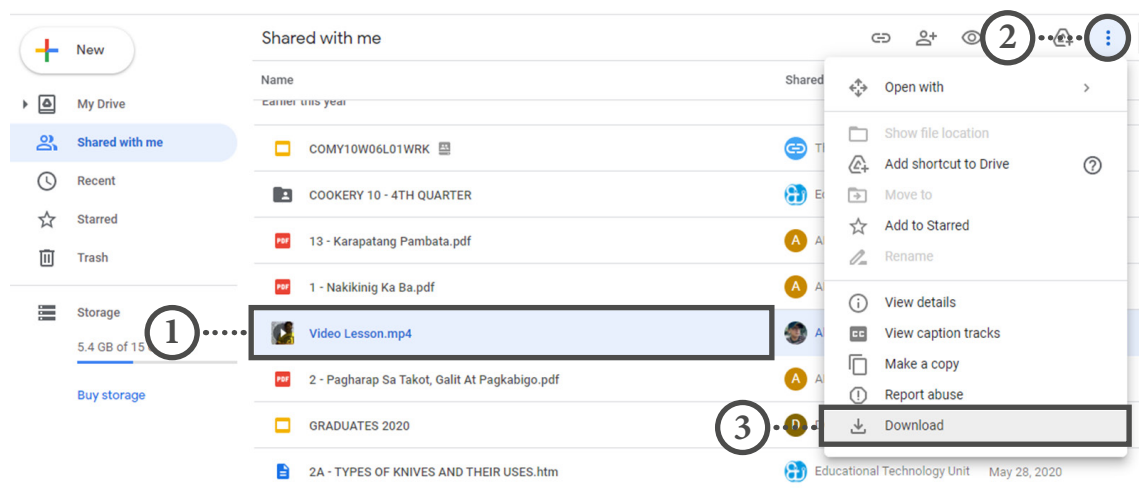 New
My Drive
Shared with me
Recent
Starred
Trash
Storage
5.4 GB of 15
Buy storage
Shared with me
Name
Shared
Earlier this year
COMY10W06L01WRK
COOKERY 10 - 4TH QUARTER
PDF 13 - Karapatang Pambata.pdf A
PDF 1 - Nakikinig Ka Ba.pdf A
1
Video Lesson.mp4
PDF 2 - Pagharap Sa Takot, Galit At Pagkabigo.pdf A
GRADUATES 2020 D
2A - TYPES OF KNIVES AND THEIR USES.htm Educational Technology Unit May 28, 2020
2
Open with
Show file location
Add shortcut to Drive ?
Move to
Add to Starred
Rename
View details
CC View caption tracks
Make a copy
Report abuse
3
Download